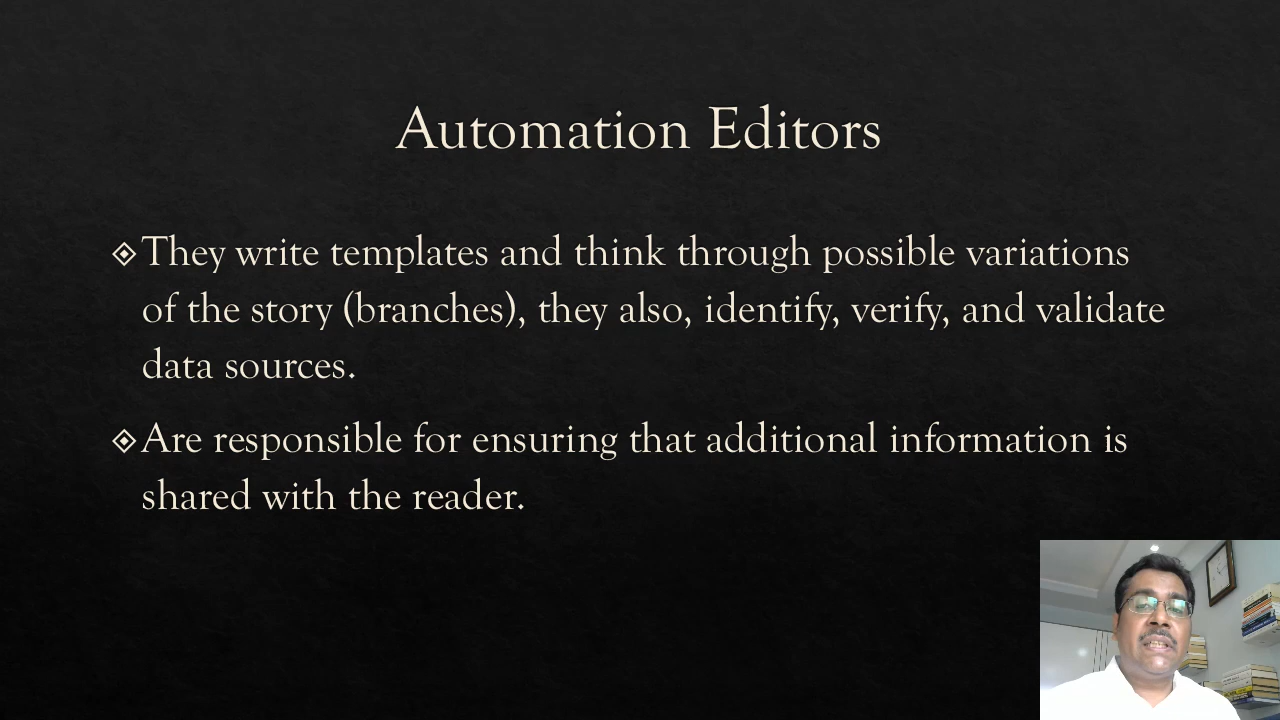 Automation Editors
They write templates and think through possible variations
of the story (branches), they also, identify, verify, and validate
data sources.
Are responsible for ensuring that additional information is
shared with the reader.